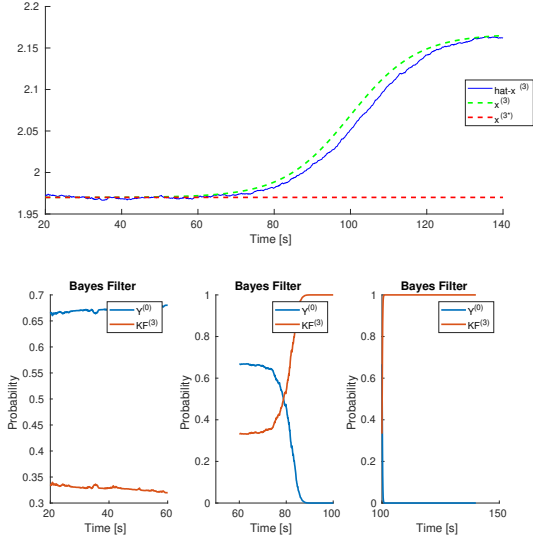 2.2
2.15
2.1
2.05
2
1.95
20 40 60 80 100 120 140
Time [s]
hat-x (3)
x(3)
x(3*)
Bayes Filter
0.7
0.65
0.6
0.55
0.5
0.45
0.4
0.35
0.3
20 40 60
Time [s]
Probability
Y(0)
KF(3)
Bayes Filter
1
0.8
0.6
0.4
0.2
0
60 80 100
Time [s]
Probability
Y(0)
KF(3)
Bayes Filter
1
0.8
0.6
0.4
0.2
0
100 150
Time [s]
Probability
Y(0)
KF(3)